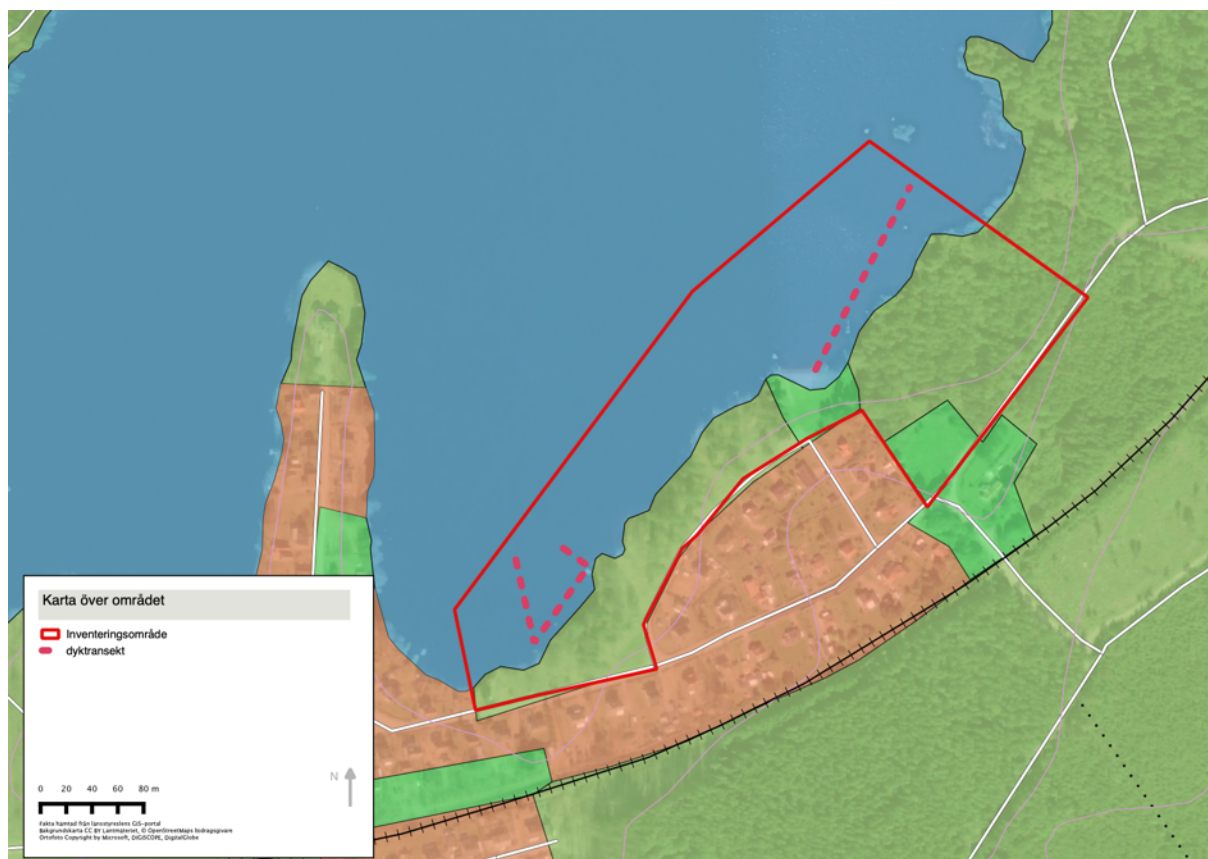 Karta över området
Inventeringsområde
dyktransekt
N
0 20 40 60 80 m
Fakta hämtad från länsstyrelsens GIS-portal
Bakgrundskarta CC BY Lantmäteriet, © OpenStreetMaps bidragsgivare
Ortofoto Copyright by Microsoft, DigitalGlobe